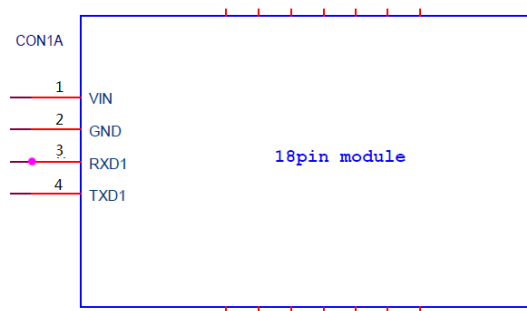 CON1A
1 VIN
2 GND
3 RXD1
4 TXD1
18pin module